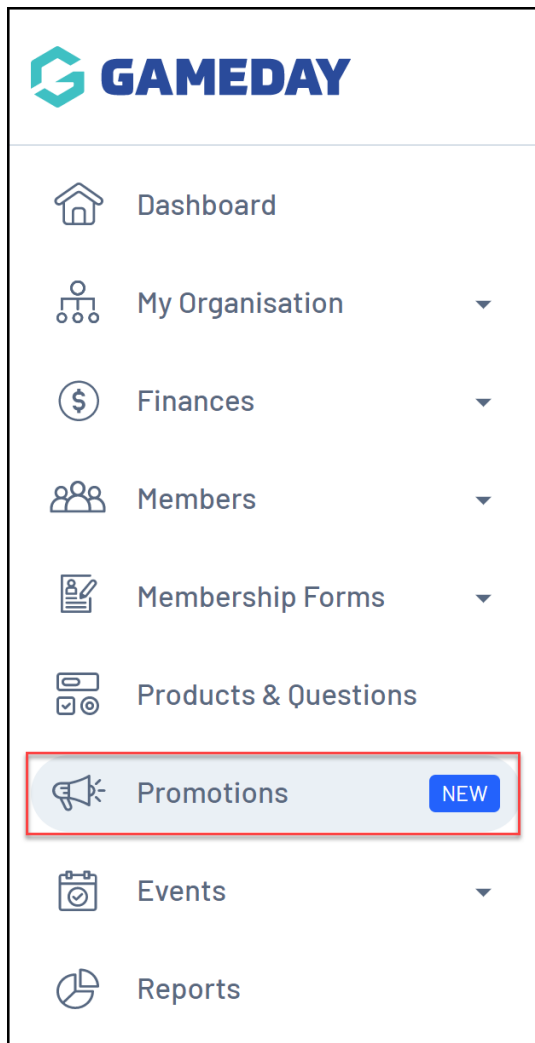 GAMEDAY
Dashboard
My Organisation
Finances
Members
Membership Forms
Products & Questions
Promotions NEW
Events
Reports